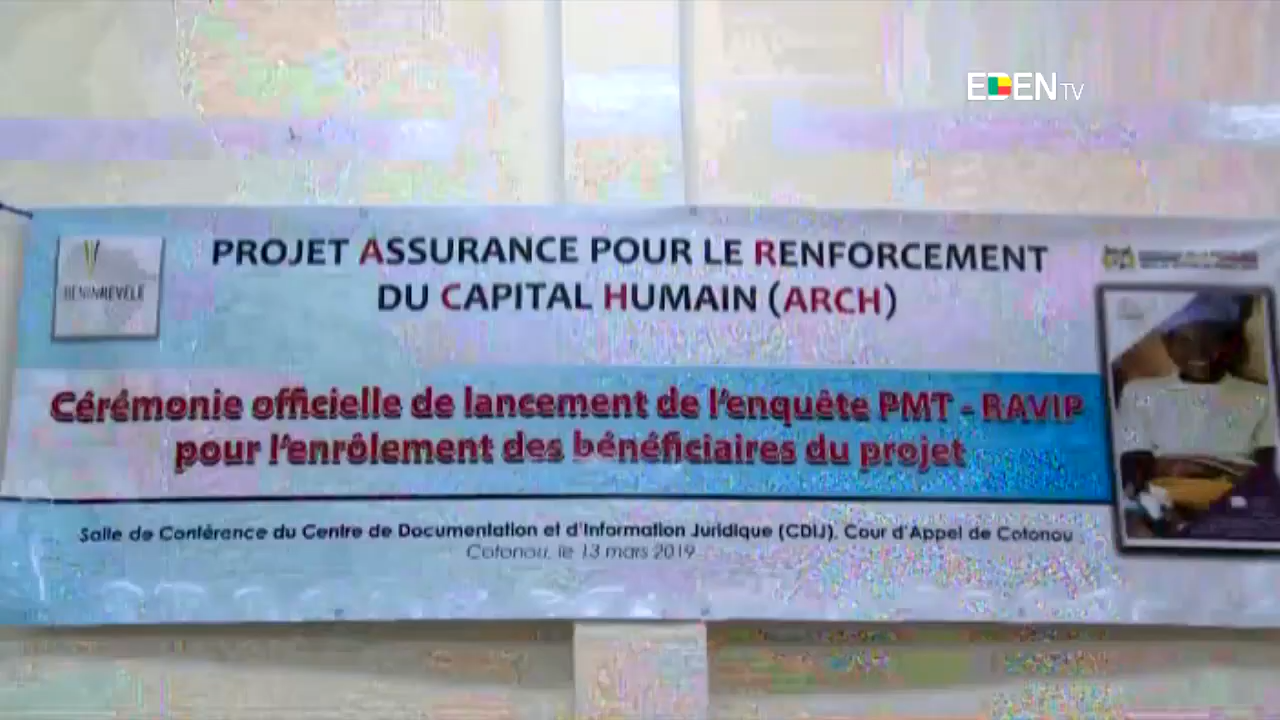 EDENTV
BENINREVELE
PROJET ASSURANCE POUR LE RENFORCEMENT
DU CAPITAL HUMAIN (ARCH)
Cérémonie officielle de lancement de l'enquête PMT - RAVIP
pour l'enrôlement des bénéficiaires du projet
Salle de Conférence du Centre de Documentation et d'Information Juridique (CDIJ), Cour d'Appel de Cotonou
Cotonou, le 13 mars 2019